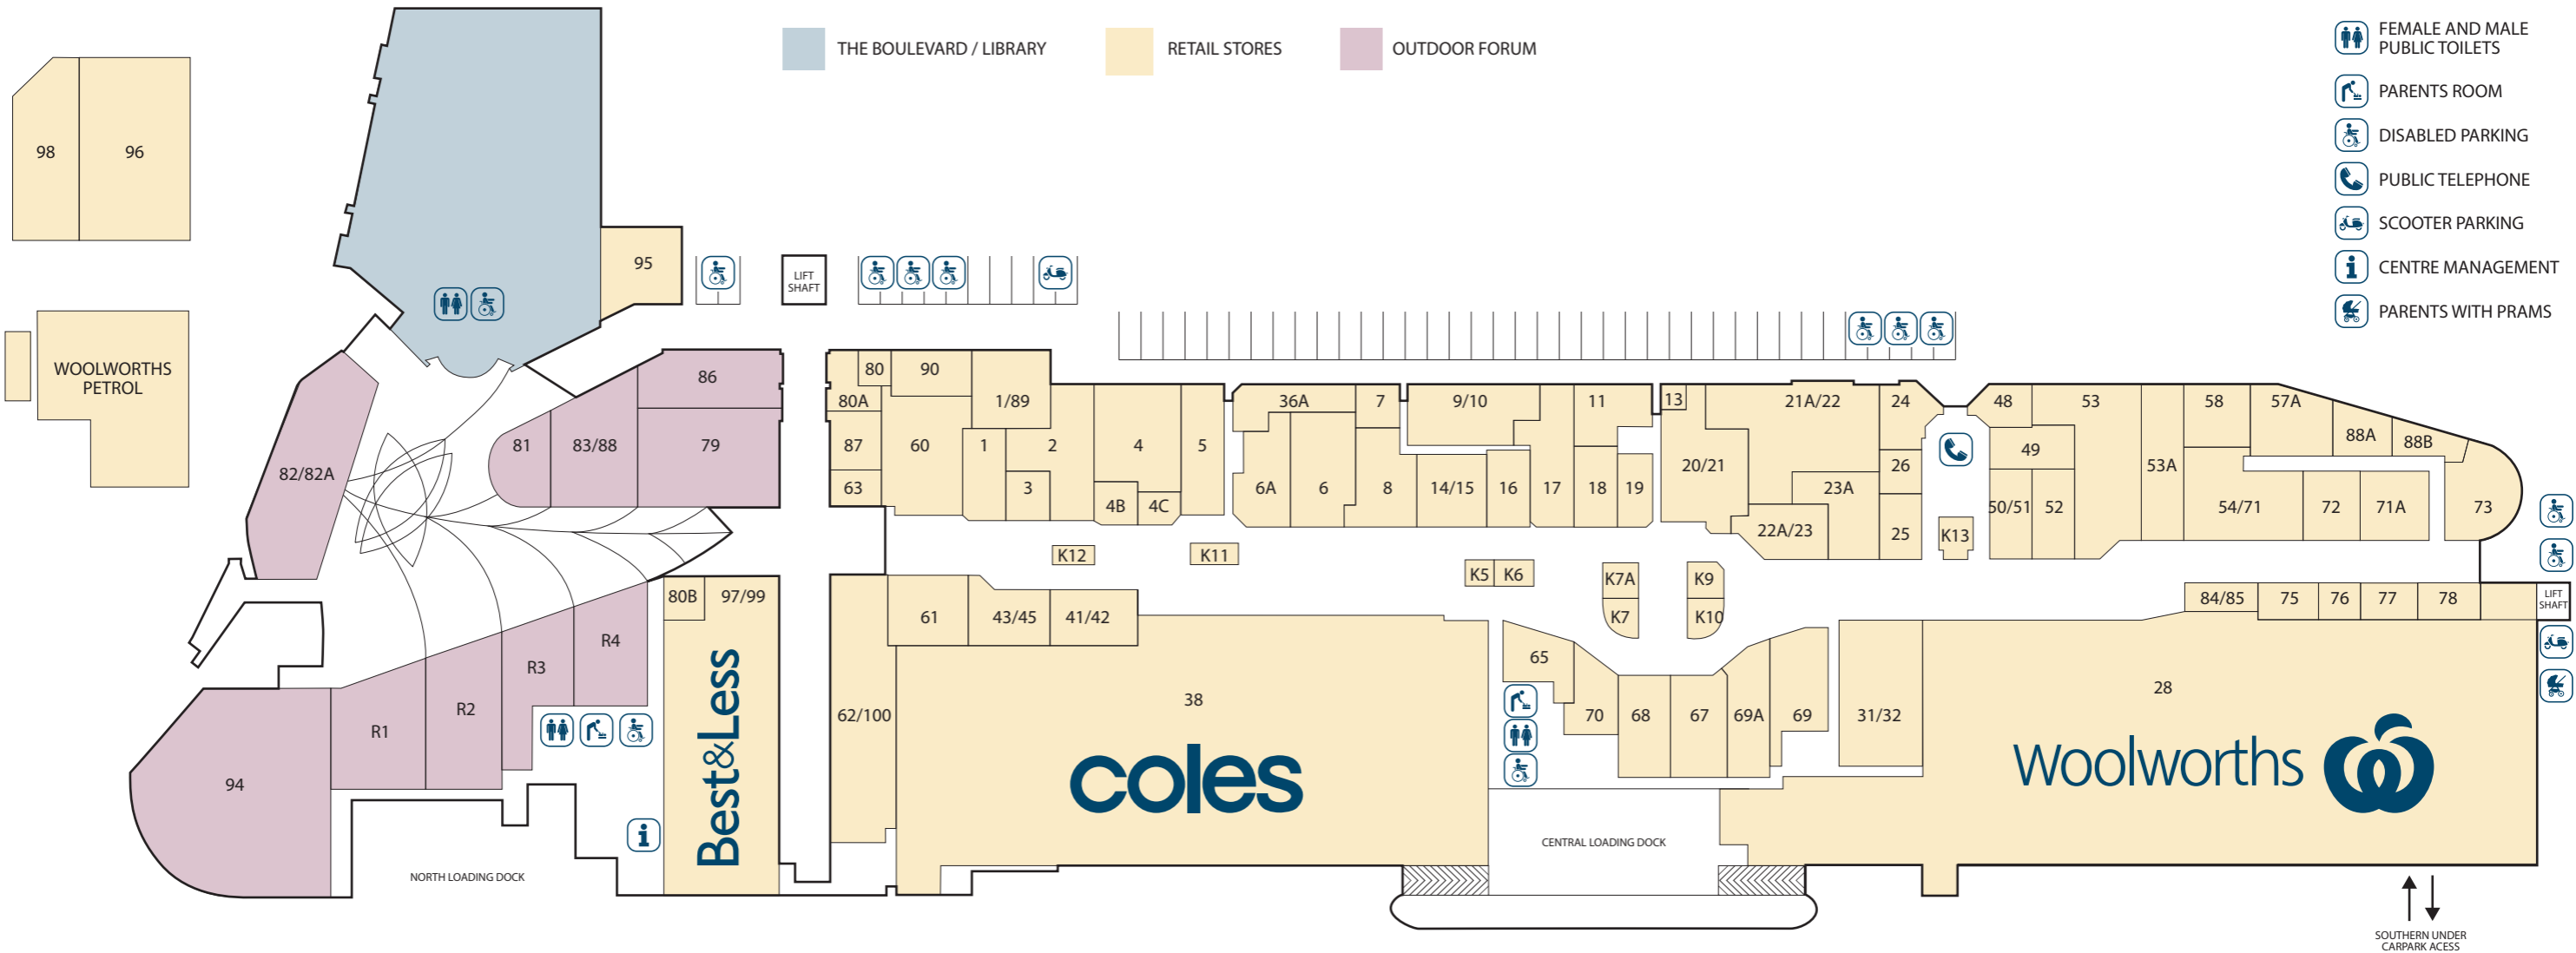 THE BOULEVARD / LIBRARY
RETAIL STORES
OUTDOOR FORUM
FEMALE AND MALE
PUBLIC TOILETS
PARENTS ROOM
DISABLED PARKING
PUBLIC TELEPHONE
SCOOTER PARKING
CENTRE MANAGEMENT
PARENTS WITH PRAMS
98
96
WOOLWORTHS
PETROL
95
LIFT
SHAFT
82/82A
81
83/88
86
79
80
90
80A
1/89
87
60
63
1
2
3
4
4B
4C
5
36A
7
9/10
11
6A
6
8
14/15
16
17
18
19
13
21A/22
24
20/21
23A
26
22A/23
25
48
53
58
57A
49
88A
88B
50/51
52
53A
54/71
72
71A
73
K12
K11
K5
K6
K7A
K7
K9
K10
K13
80B
97/99
61
43/45
41/42
84/85
75
76
77
78
LIFT
SHAFT
R1
R2
R3
R4
94
Best&Less
62/100
38
coles
65
70
68
67
69A
69
31/32
28
Woolworths
NORTH LOADING DOCK
CENTRAL LOADING DOCK
SOUTHERN UNDER
CARPARK ACESS